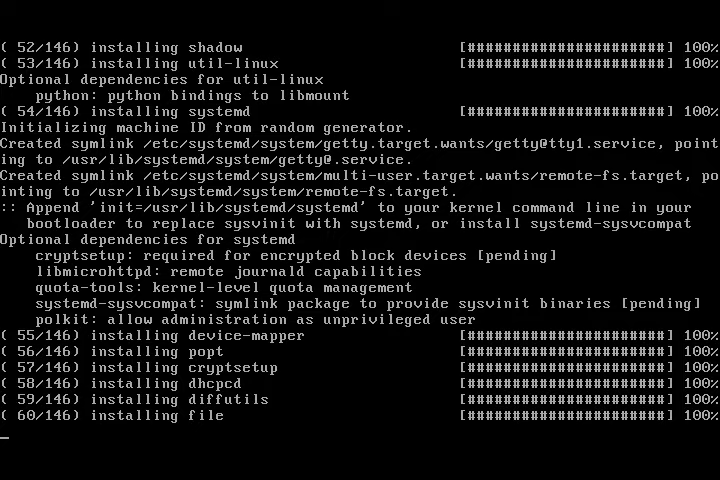 ( 52/146) installing shadow                        [######################] 100%
( 53/146) installing util-linux                    [######################] 100%
Optional dependencies for util-linux
    python: python bindings to libmount
( 54/146) installing systemd                       [######################] 100%
Initializing machine ID from random generator.
Created symlink /etc/systemd/system/getty.target.wants/getty@tty1.service, point
ing to /usr/lib/systemd/system/getty@.service.
Created symlink /etc/systemd/system/multi-user.target.wants/remote-fs.target, po
inting to /usr/lib/systemd/system/remote-fs.target.
:: Append 'init=/usr/lib/systemd/systemd' to your kernel command line in your
   bootloader to replace sysvinit with systemd, or install systemd-sysvcompat
Optional dependencies for systemd
    cryptsetup: required for encrypted block devices [pending]
    libmicrohttpd: remote journald capabilities
    quota-tools: kernel-level quota management
    systemd-sysvcompat: symlink package to provide sysvinit binaries [pending]
    polkit: allow administration as unprivileged user
( 55/146) installing device-mapper                 [######################] 100%
( 56/146) installing popt                          [######################] 100%
( 57/146) installing cryptsetup                    [######################] 100%
( 58/146) installing dhcpcd                        [######################] 100%
( 59/146) installing diffutils                     [######################] 100%
( 60/146) installing file                          [######################] 100%
_